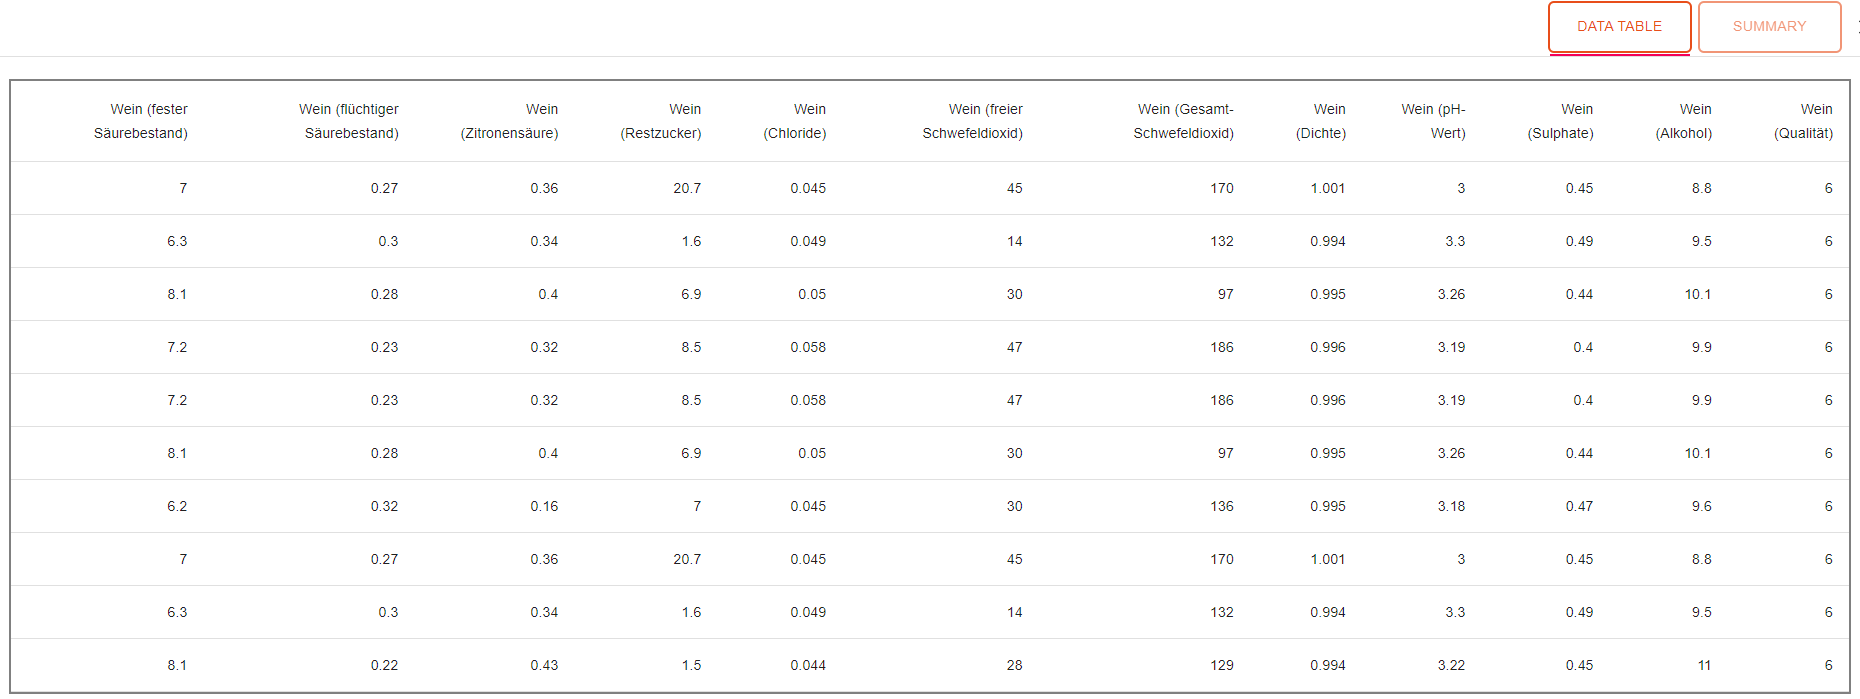 DATA TABLE SUMMARY
Wein (fester Wein (flüchtiger Wein Wein Wein Wein (freier Wein (Gesamt- Wein Wein (pH- Wein Wein Wein
Säurebestand) Säurebestand) (Zitronensäure) (Restzucker) (Chloride) Schwefeldioxid) Schwefeldioxid) (Dichte) Wert) (Sulphate) (Alkohol) (Qualität)
7 0.27 0.36 20.7 0.045 45 170 1.001 3 0.45 8.8 6
6.3 0.3 0.34 1.6 0.049 14 132 0.994 3.3 0.49 9.5 6
8.1 0.28 0.4 6.9 0.05 30 97 0.995 3.26 0.44 10.1 6
7.2 0.23 0.32 8.5 0.058 47 186 0.996 3.19 0.4 9.9 6
7.2 0.23 0.32 8.5 0.058 47 186 0.996 3.19 0.4 9.9 6
8.1 0.28 0.4 6.9 0.05 30 97 0.995 3.26 0.44 10.1 6
6.2 0.32 0.16 7 0.045 30 136 0.995 3.18 0.47 9.6 6
7 0.27 0.36 20.7 0.045 45 170 1.001 3 0.45 8.8 6
6.3 0.3 0.34 1.6 0.049 14 132 0.994 3.3 0.49 9.5 6
8.1 0.22 0.43 1.5 0.044 28 129 0.994 3.22 0.45 11 6